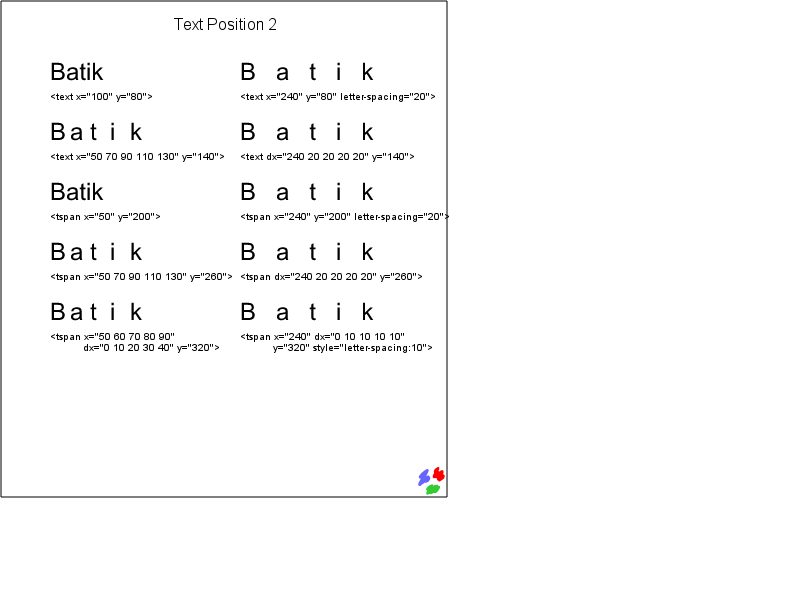 Text Position 2
Batik
B a t i k
<text x="100" y="80">
<text x="240" y="80" letter-spacing="20">
B a t i k
B a t i k
<text x="50 70 90 110 130" y="140">
<text dx="240 20 20 20 20" y="140">
Batik
B a t i k
<tspan x="50" y="200">
<tspan x="240" y="200" letter-spacing="20">
B a t i k
B a t i k
<tspan x="50 70 90 110 130" y="260">
<tspan dx="240 20 20 20 20" y="260">
B a t i k
B a t i k
<tspan x="50 60 70 80 90"
dx="0 10 20 30 40" y="320">
<tspan x="240" dx="0 10 10 10 10"
y="320" style="letter-spacing:10">